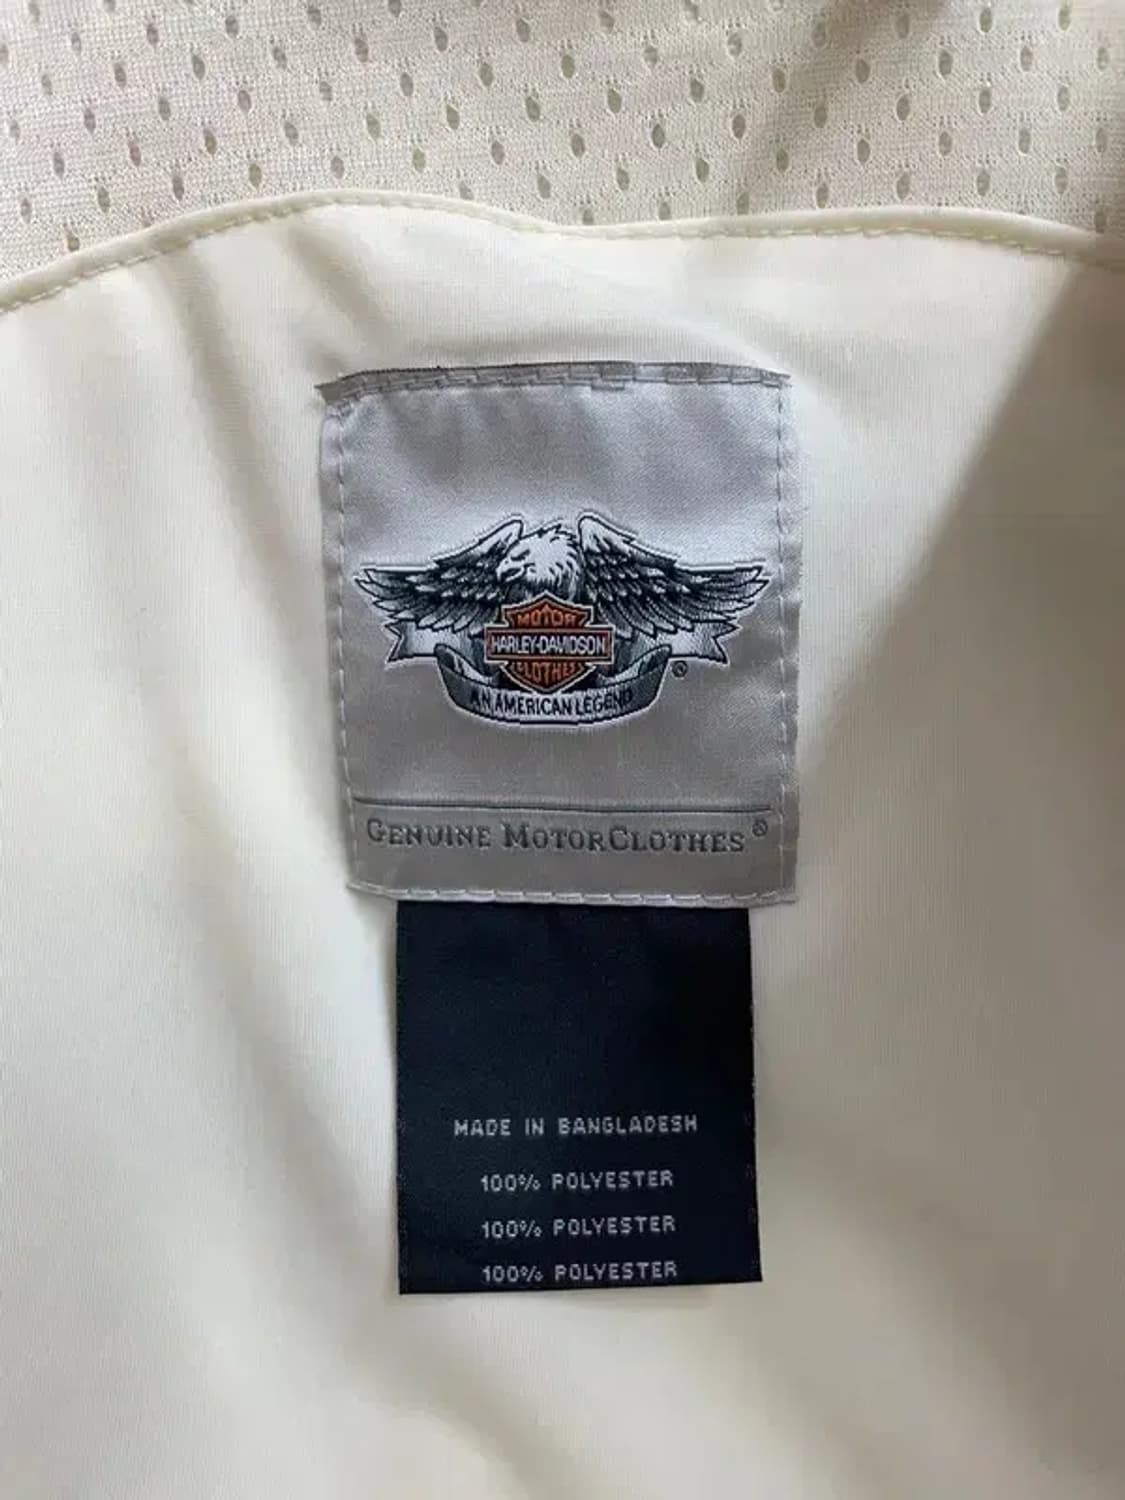 MOTOR
HARLEY-DAVIDSON
CLOTHES
AN AMERICAN LEGEND
®
GENUINE MOTORCLOTHES®
MADE IN BANGLADESH
100% POLYESTER
100% POLYESTER
100% POLYESTER